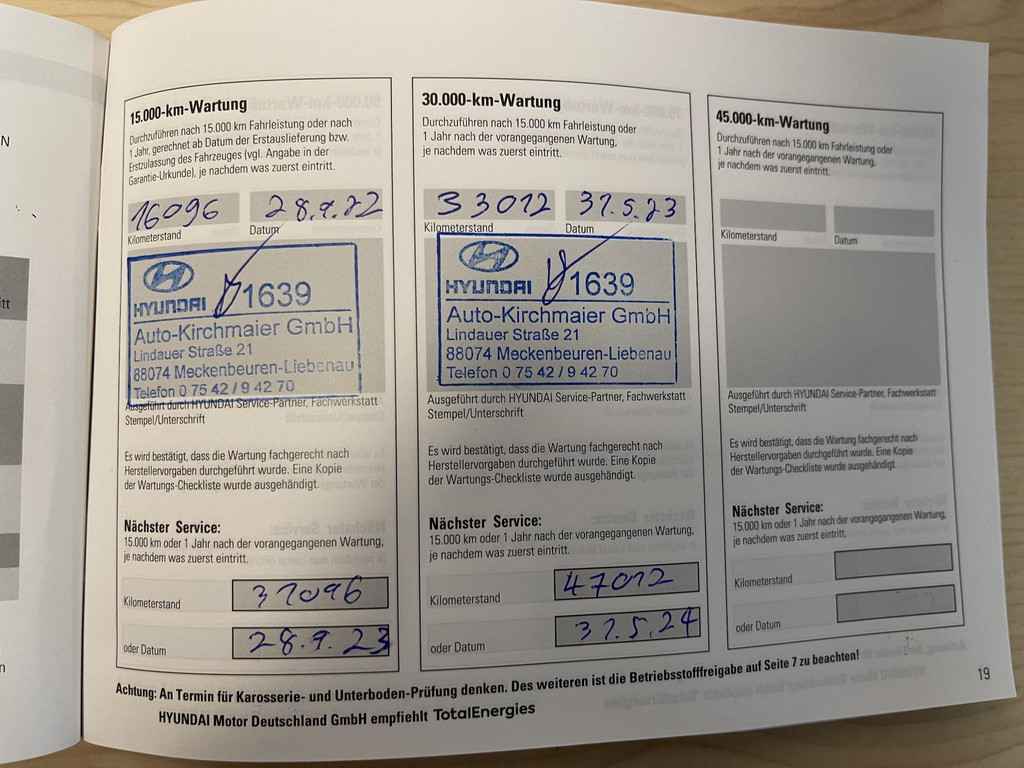 15.000-km-Wartung
Durchzuführen nach 15.000 km Fahrleistung oder nach
1 Jahr, gerechnet ab Datum der Erstauslieferung bzw.
Erstzulassung des Fahrzeuges (vgl. Angabe in der
Garantie-Urkunde), je nachdem was zuerst eintritt.
16096 28.9.22
Kilometerstand Datum
HYUNDAI 1639
Auto-Kirchmaier GmbH
Lindauer Straße 21
88074 Meckenbeuren-Liebenau
Telefon 0 75 42 / 9 42 70
Ausgeführt durch HYUNDAI Service-Partner, Fachwerkstatt
Stempel/Unterschrift
Es wird bestätigt, dass die Wartung fachgerecht nach
Herstellervorgaben durchgeführt wurde. Eine Kopie
der Wartungs-Checkliste wurde ausgehändigt.
Nächster Service:
15.000 km oder 1 Jahr nach der vorangegangenen Wartung,
je nachdem was zuerst eintritt.
Kilometerstand 31096
oder Datum 28.9.23
30.000-km-Wartung
Durchzuführen nach 15.000 km Fahrleistung oder
1 Jahr nach der vorangegangenen Wartung,
je nachdem was zuerst eintritt.
33012 31.5.23
Kilometerstand Datum
HYUNDAI 1639
Auto-Kirchmaier GmbH
Lindauer Straße 21
88074 Meckenbeuren-Liebenau
Telefon 0 75 42 / 9 42 70
Ausgeführt durch HYUNDAI Service-Partner, Fachwerkstatt
Stempel/Unterschrift
Es wird bestätigt, dass die Wartung fachgerecht nach
Herstellervorgaben durchgeführt wurde. Eine Kopie
der Wartungs-Checkliste wurde ausgehändigt.
Nächster Service:
15.000 km oder 1 Jahr nach der vorangegangenen Wartung,
je nachdem was zuerst eintritt.
Kilometerstand 47012
oder Datum 31.5.24
45.000-km-Wartung
Durchzuführen nach 15.000 km Fahrleistung oder
1 Jahr nach der vorangegangenen Wartung,
je nachdem was zuerst eintritt.
Kilometerstand Datum
Ausgeführt durch HYUNDAI Service-Partner, Fachwerkstatt
Stempel/Unterschrift
Es wird bestätigt, dass die Wartung fachgerecht nach
Herstellervorgaben durchgeführt wurde. Eine Kopie
der Wartungs-Checkliste wurde ausgehändigt.
Nächster Service:
15.000 km oder 1 Jahr nach der vorangegangenen Wartung,
je nachdem was zuerst eintritt.
Kilometerstand
oder Datum
Achtung: An Termin für Karosserie- und Unterboden-Prüfung denken. Des weiteren ist die Betriebsstofffreigabe auf Seite 7 zu beachten!
HYUNDAI Motor Deutschland GmbH empfiehlt TotalEnergies
19